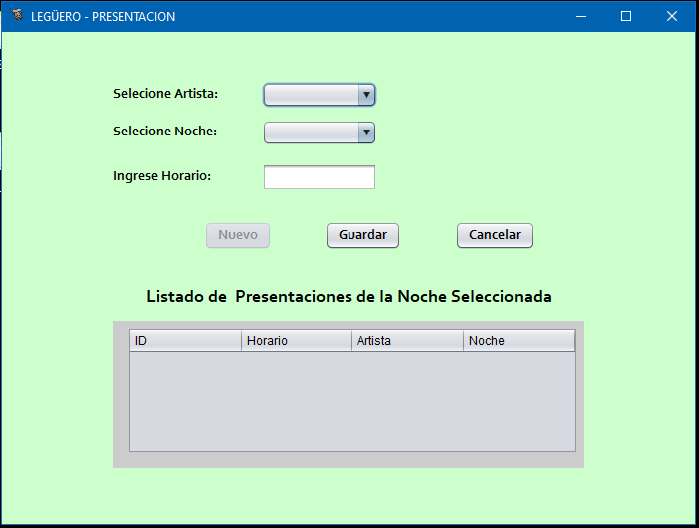 LEGÜERO - PRESENTACION
Selecione Artista:
Selecione Noche:
Ingrese Horario:
Nuevo Guardar Cancelar
Listado de Presentaciones de la Noche Seleccionada
ID Horario Artista Noche